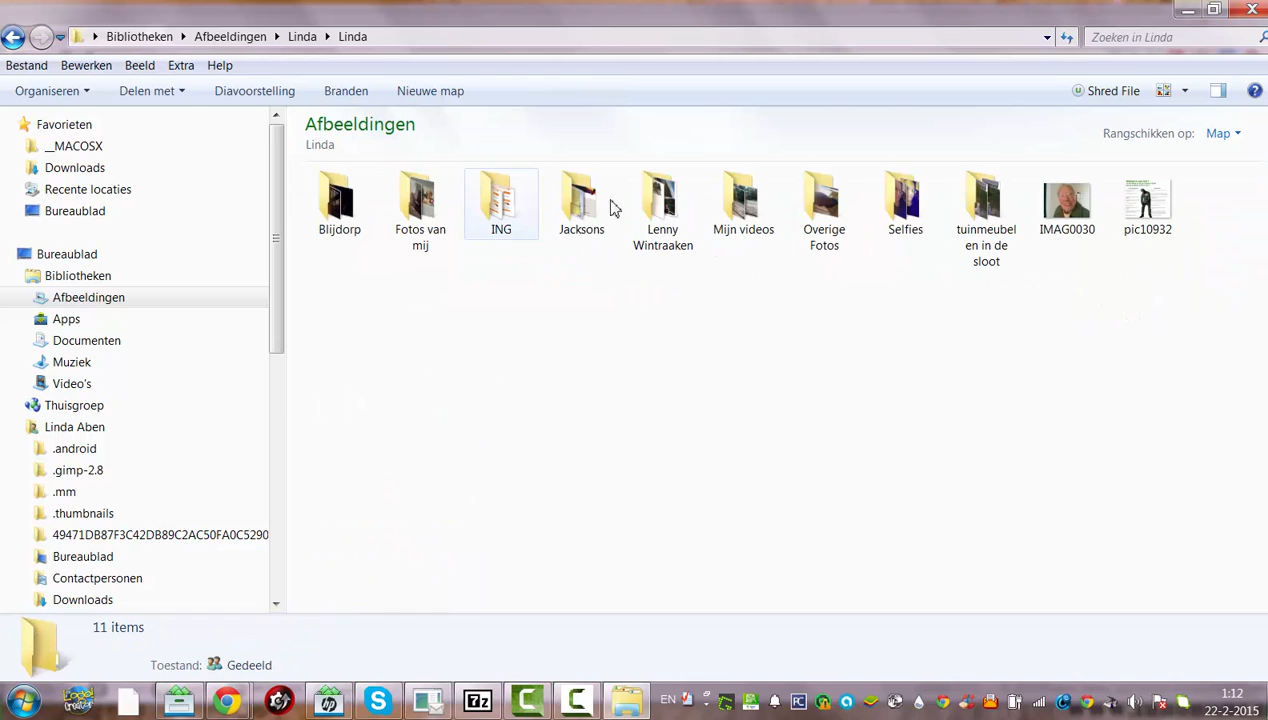 Bibliotheken Afbeeldingen Linda Linda Zoeken in Linda
Bestand Bewerken Beeld Extra Help
Organiseren Delen met Diavoorstelling Branden Nieuwe map Shred File
Favorieten
__MACOSX
Downloads
Recente locaties
Bureaublad
Bureaublad
Bibliotheken
Afbeeldingen
Apps
Documenten
Muziek
Video's
Thuisgroep
Linda Aben
.android
.gimp-2.8
.mm
.thumbnails
49471DB87F3C42DB89C2AC50FA0C5290
Bureaublad
Contactpersonen
Downloads
Afbeeldingen
Linda
Rangschikken op: Map
Blijdorp
Fotos van
mij
ING
Jacksons
Lenny
Wintraaken
Mijn videos
Overige
Fotos
Selfies
tuinmeubel
en in de
sloot
IMAG0030
pic10932
11 items
Toestand: Gedeeld
EN
1:12
22-2-2015